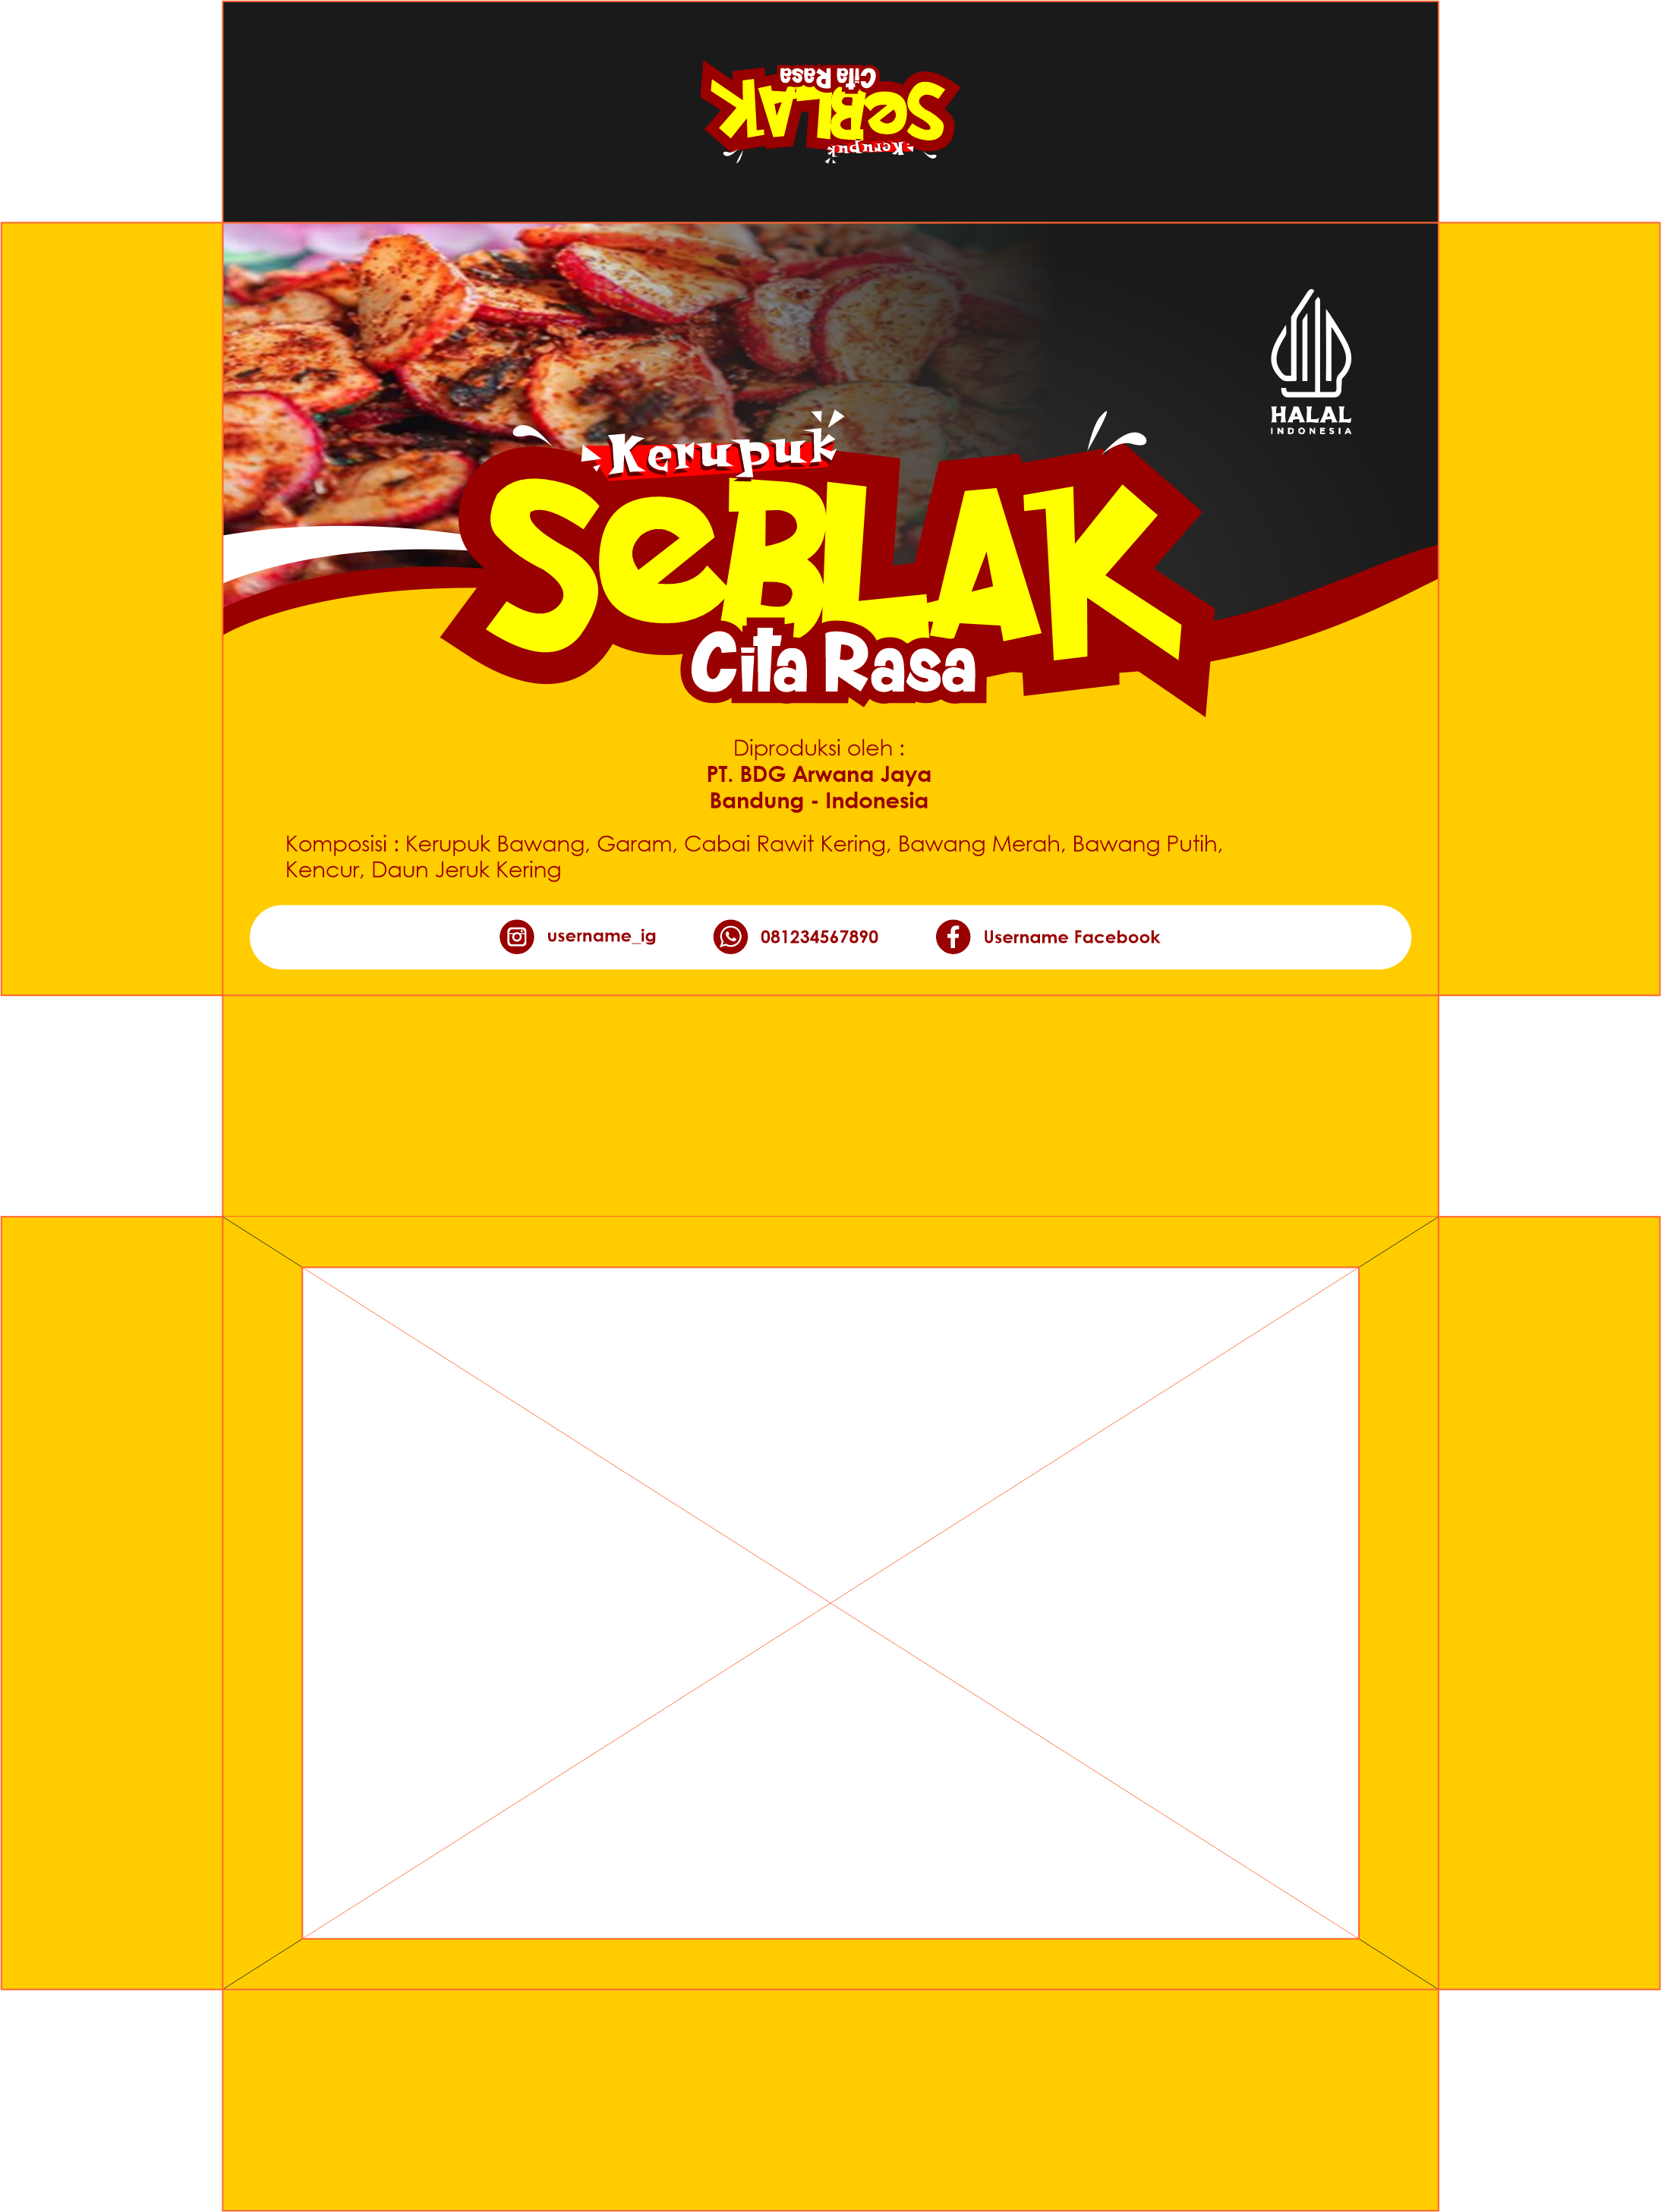 Kerupuk
SeBLAK
Cita Rasa
HALAL
INDONESIA
Kerupuk
SeBLAK
Cita Rasa
Diproduksi oleh :
PT. BDG Arwana Jaya
Bandung - Indonesia
Komposisi : Kerupuk Bawang, Garam, Cabai Rawit Kering, Bawang Merah, Bawang Putih,
Kencur, Daun Jeruk Kering
username_ig 081234567890 Username Facebook